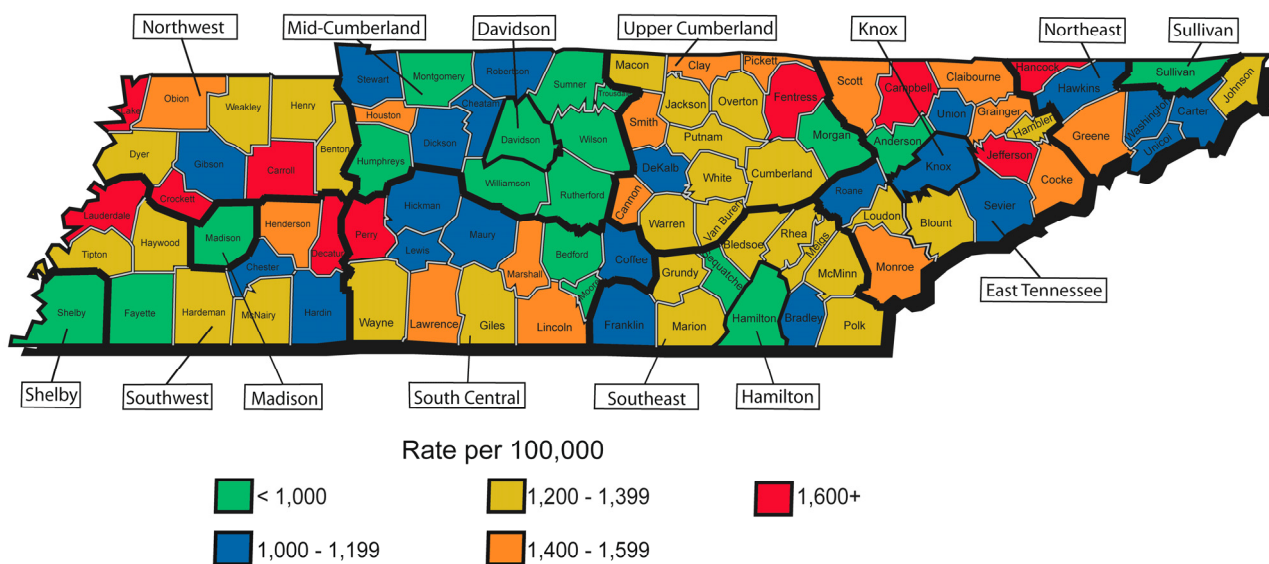 Northwest
Mid-Cumberland
Davidson
Upper Cumberland
Knox
Northeast
Sullivan
Lake
Obion
Weakley
Henry
Stewart
Montgomery
Robertson
Sumner
Trousdale
Macon
Clay
Pickett
Scott
Campbell
Claibourne
Hancock
Hawkins
Sullivan
Johnson
Dyer
Gibson
Carroll
Benton
Houston
Humphreys
Dickson
Cheatam
Davidson
Wilson
Smith
Jackson
Overton
Putnam
Fentress
Morgan
Anderson
Union
Grainger
Hambler
Greene
Washington
Unicoi
Carter
Lauderdale
Crockett
Madison
Henderson
Decatur
Perry
Hickman
Williamson
Rutherford
Cannon
DeKalb
White
Cumberland
Roane
Loudon
Knox
Blount
Jefferson
Sevier
Cocke
Tipton
Haywood
Chester
Lewis
Maury
Marshall
Bedford
Coffee
Warren
Van Buren
Bledsoe
Rhea
Meigs
McMinn
Monroe
Shelby
Fayette
Hardeman
McNairy
Hardin
Wayne
Lawrence
Giles
Lincoln
Moore
Franklin
Grundy
Marion
Sequatche
Hamilton
Bradley
Polk
East Tennessee
Shelby
Southwest
Madison
South Central
Southeast
Hamilton
Rate per 100,000
< 1,000
1,200 - 1,399
1,600+
1,000 - 1,199
1,400 - 1,599